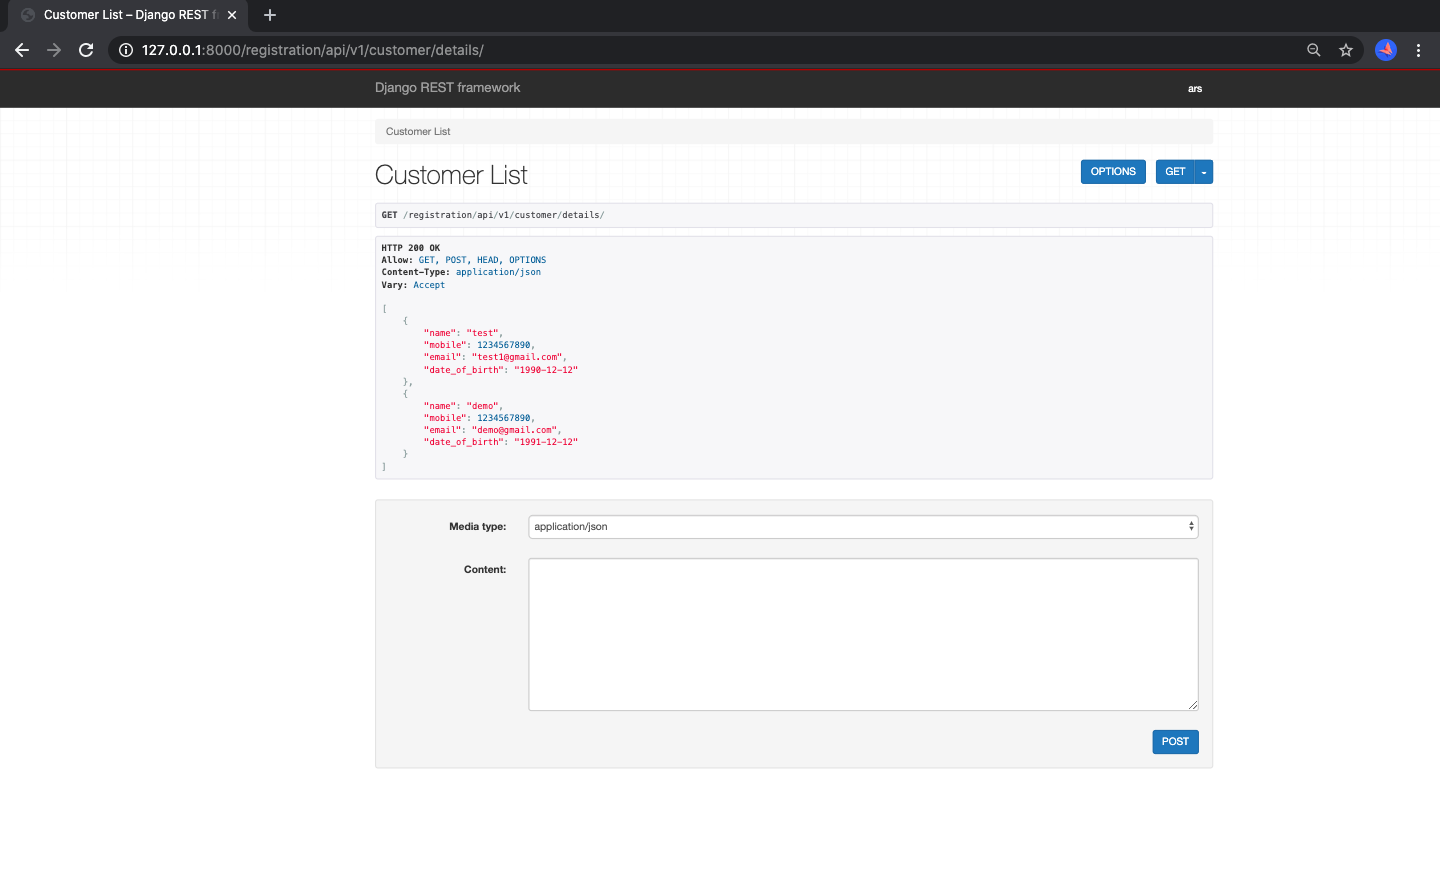 Customer List – Django REST f
127.0.0.1:8000/registration/api/v1/customer/details/
Django REST framework
ars
Customer List
Customer List
OPTIONS
GET
GET /registration/api/v1/customer/details/
HTTP 200 OK
Allow: GET, POST, HEAD, OPTIONS
Content-Type: application/json
Vary: Accept
[
    {
        "name": "test",
        "mobile": 1234567890,
        "email": "test1@gmail.com",
        "date_of_birth": "1990-12-12"
    },
    {
        "name": "demo",
        "mobile": 1234567890,
        "email": "demo@gmail.com",
        "date_of_birth": "1991-12-12"
    }
]
Media type:
application/json
Content:
POST